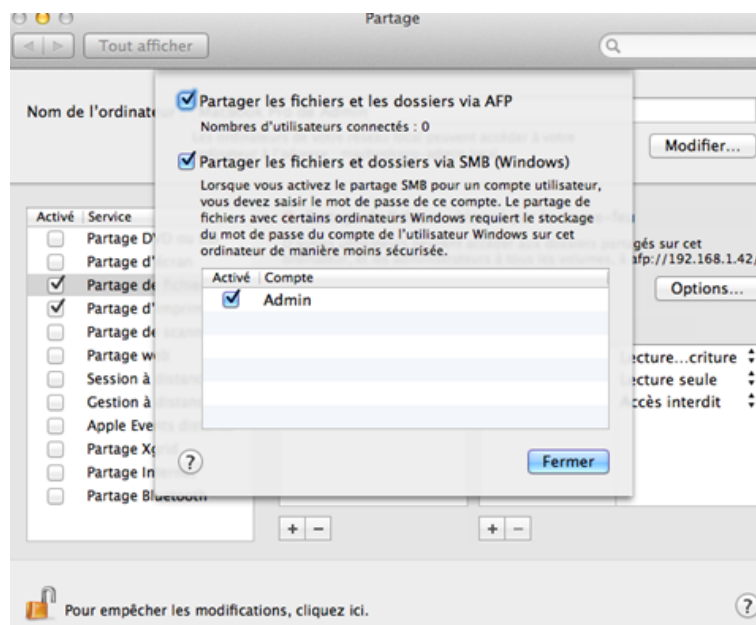 Partage
Tout afficher
Nom de l'ordinate
Modifier...
Partager les fichiers et les dossiers via AFP
Nombres d'utilisateurs connectés : 0
Partager les fichiers et dossiers via SMB (Windows)
Lorsque vous activez le partage SMB pour un compte utilisateur,
vous devez saisir le mot de passe de ce compte. Le partage de
fichiers avec certains ordinateurs Windows requiert le stockage
du mot de passe du compte de l'utilisateur Windows sur cet
ordinateur de manière moins sécurisée.
Activé Compte
Admin
?
Fermer
Activé Service
Partage D
Partage d'
Partage de
Partage d'
Partage de
Partage we
Session à
Gestion à
Apple Eve
Partage Xg
Partage In
Partage Bluetooth
gés sur cet
afp://192.168.1.42/
Options...
Lecture...criture
ecture seule
ccès interdit
+ −
+ −
Pour empêcher les modifications, cliquez ici.
?